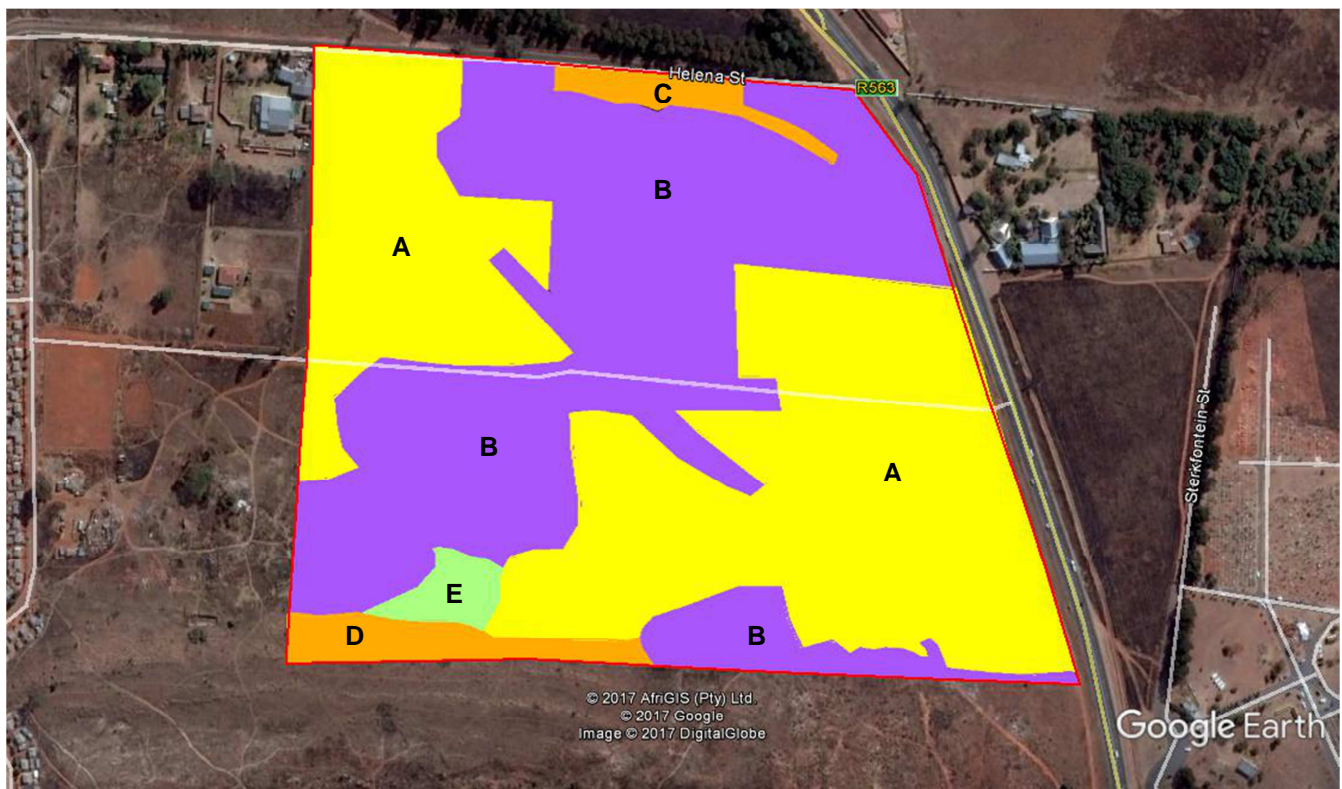 Helena St
R563
C
B
A
B
A
Sterkfontein St
E
D
B
© 2017 AfriGIS (Pty) Ltd.
© 2017 Google
Image © 2017 DigitalGlobe
Google Earth